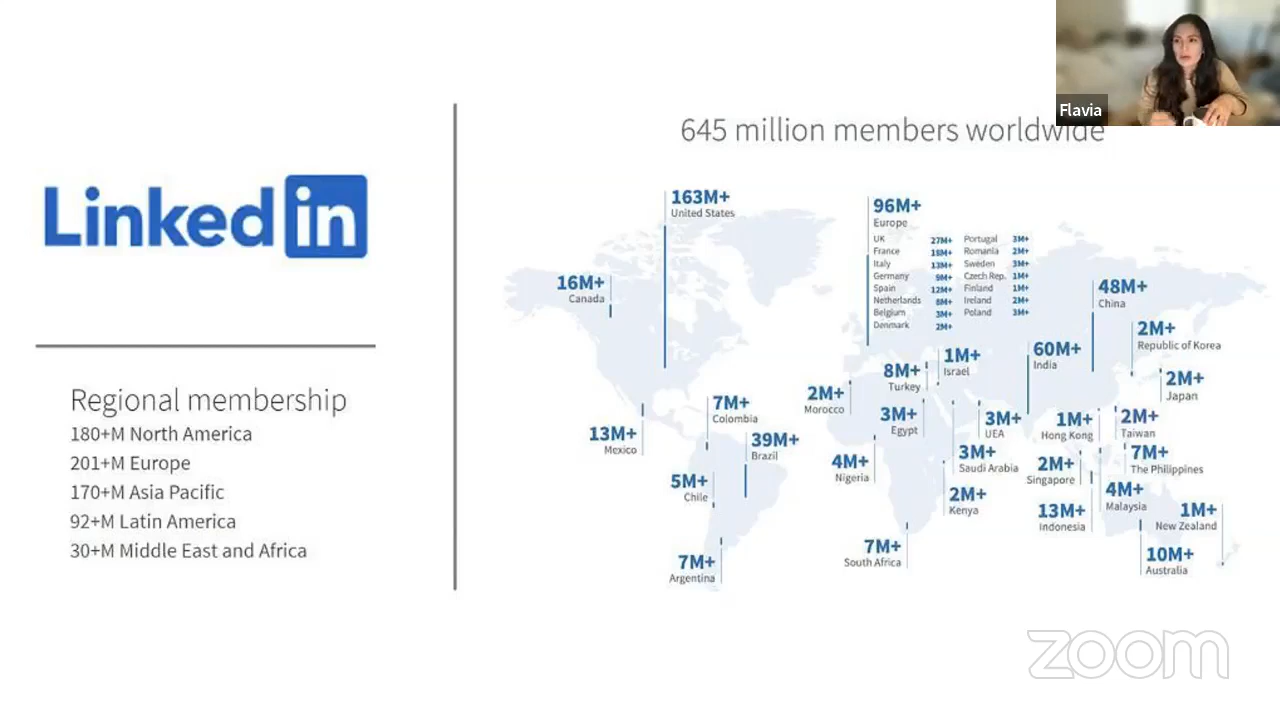 Flavia
LinkedIn
Regional membership
180+M North America
201+M Europe
170+M Asia Pacific
92+M Latin America
30+M Middle East and Africa
645 million members worldwide
163M+
United States
16M+
Canada
13M+
Mexico
7M+
Colombia
39M+
Brazil
5M+
Chile
7M+
Argentina
96M+
Europe
UK 27M+ Portugal 3M+
France 18M+ Romania 2M+
Italy 13M+ Sweden 3M+
Germany 9M+ Czech Rep. 1M+
Spain 12M+ Finland 1M+
Netherlands 8M+ Ireland 2M+
Belgium 3M+ Poland 3M+
Denmark 2M+
8M+
Turkey
1M+
Israel
2M+
Morocco
3M+
Egypt
4M+
Nigeria
3M+
UEA
3M+
Saudi Arabia
2M+
Kenya
7M+
South Africa
60M+
India
48M+
China
2M+
Republic of Korea
2M+
Japan
1M+
Hong Kong
2M+
Taiwan
2M+
Singapore
7M+
The Philippines
4M+
Malaysia
13M+
Indonesia
1M+
New Zealand
10M+
Australia
zoom